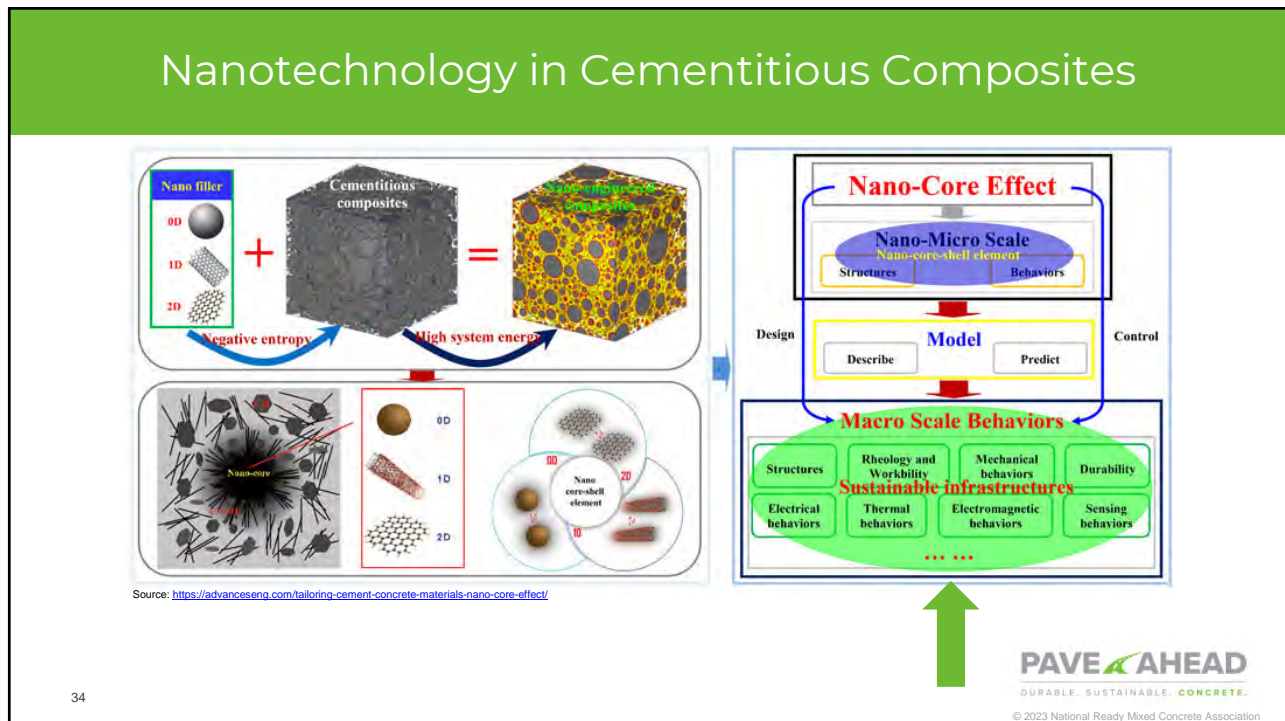 Nanotechnology in Cementitious Composites
Nano filler
0D
1D
2D
+
Cementitious
composites
=
Nano-engineered
composites
Negative entropy
High system energy
Nano-core
0D
1D
2D
0D
2D
1D
Nano
core-shell
element
Nano-Core Effect
Nano-Micro Scale
Nano-core-shell element
Structures
Behaviors
Design
Control
Model
Describe
Predict
Macro Scale Behaviors
Structures
Rheology and
Workbility
Mechanical
behaviors
Durability
Sustainable infrastructures
Electrical
behaviors
Thermal
behaviors
Electromagnetic
behaviors
Sensing
behaviors
... ...
Source: https://advanceseng.com/tailoring-cement-concrete-materials-nano-core-effect/
34
PAVE AHEAD
DURABLE. SUSTAINABLE. CONCRETE.
© 2023 National Ready Mixed Concrete Association